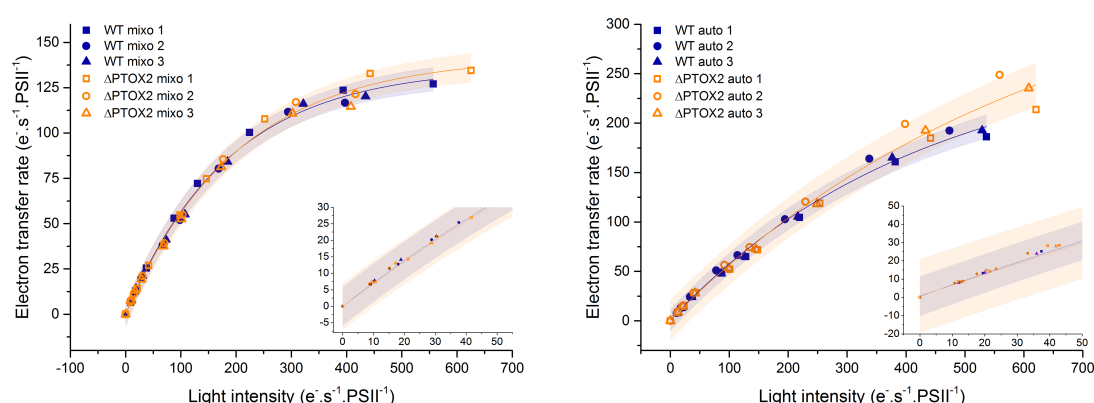 WT mixo 1
WT mixo 2
WT mixo 3
ΔPTOX2 mixo 1
ΔPTOX2 mixo 2
ΔPTOX2 mixo 3
Electron transfer rate (e⁻.s⁻¹.PSII⁻¹)
150
125
100
75
50
25
0
-100 0 100 200 300 400 500 600 700
Light intensity (e⁻.s⁻¹.PSII⁻¹)
30
25
20
15
10
5
0
-5
0 10 20 30 40 50
WT auto 1
WT auto 2
WT auto 3
ΔPTOX2 auto 1
ΔPTOX2 auto 2
ΔPTOX2 auto 3
Electron transfer rate (e⁻.s⁻¹.PSII⁻¹)
300
250
200
150
100
50
0
-100 0 100 200 300 400 500 600 700
Light intensity (e⁻.s⁻¹.PSII⁻¹)
50
40
30
20
10
0
-10
-20
0 10 20 30 40 50